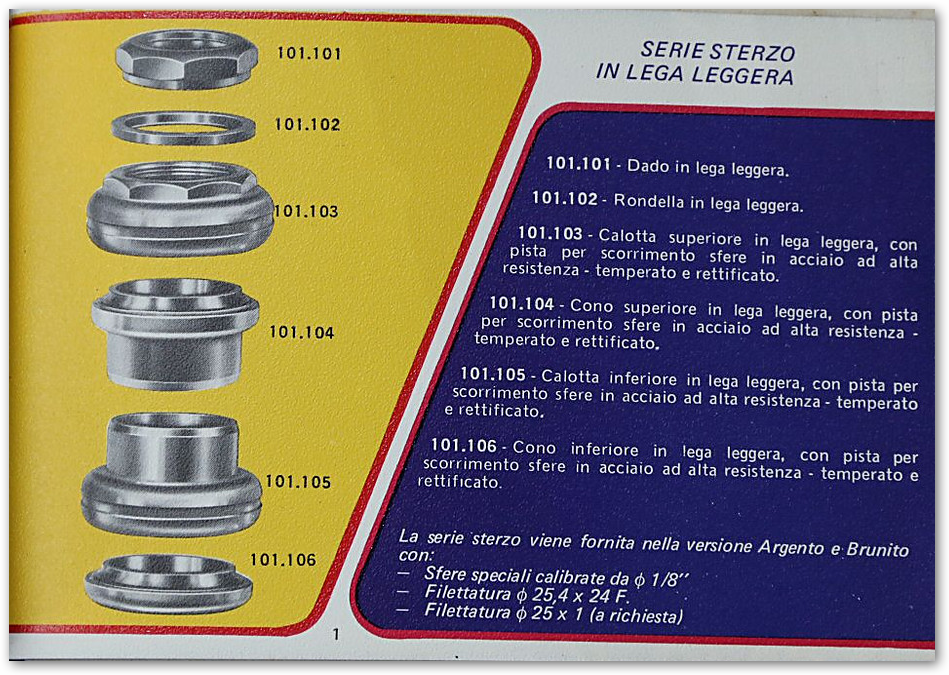 SERIE STERZO
IN LEGA LEGGERA
101.101
101.102
101.103
101.104
101.105
101.106
101.101 - Dado in lega leggera.
101.102 - Rondella in lega leggera.
101.103 - Calotta superiore in lega leggera, con
pista per scorrimento sfere in acciaio ad alta
resistenza - temperato e rettificato.
101.104 - Cono superiore in lega leggera, con pista
per scorrimento sfere in acciaio ad alta resistenza -
temperato e rettificato.
101.105 - Calotta inferiore in lega leggera, con pista per
scorrimento sfere in acciaio ad alta resistenza - temperato
e rettificato.
101.106 - Cono inferiore in lega leggera, con pista per
scorrimento sfere in acciaio ad alta resistenza - temperato e
rettificato.
La serie sterzo viene fornita nella versione Argento e Brunito
con:
— Sfere speciali calibrate da ϕ 1/8’’
— Filettatura ϕ 25,4 x 24 F.
— Filettatura ϕ 25 x 1 (a richiesta)
1